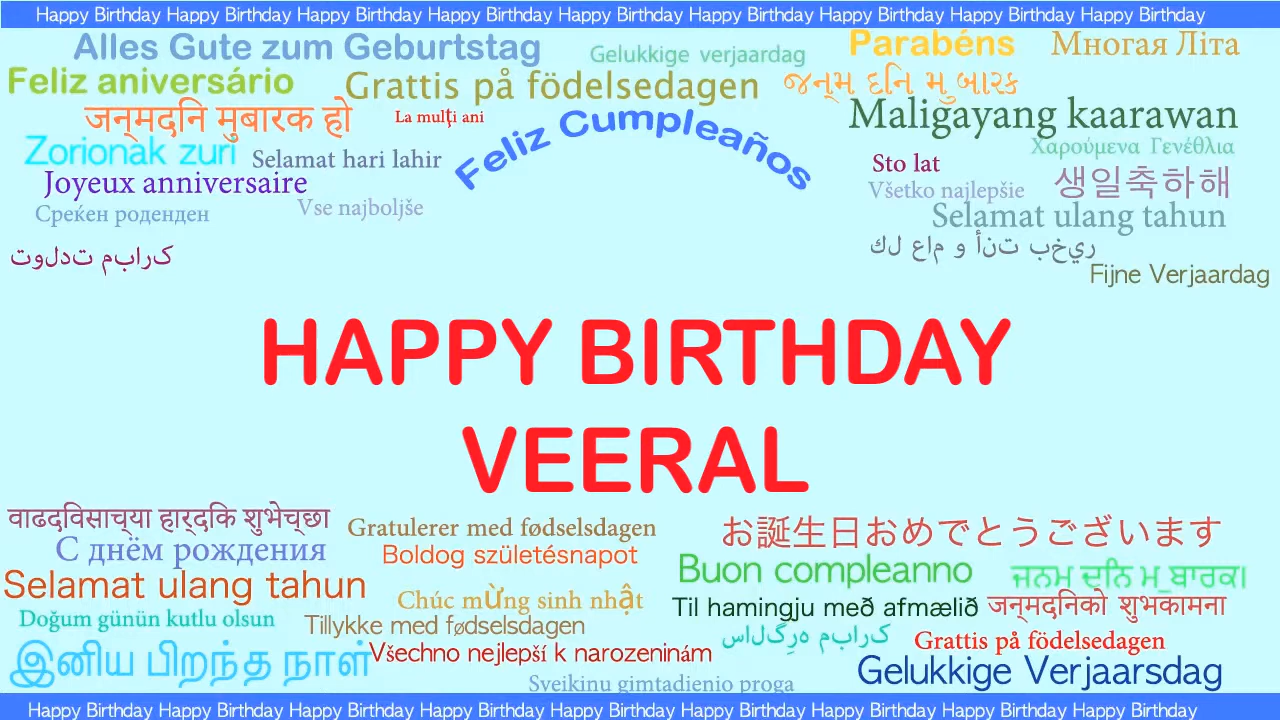 Happy Birthday Happy Birthday Happy Birthday Happy Birthday Happy Birthday Happy Birthday Happy Birthday Happy Birthday Happy Birthday
Alles Gute zum Geburtstag
Gelukkige verjaardag
Parabéns
Многая Літа
Feliz aniversário
Grattis på födelsedagen
જન્મ દનિ મુબારક
जन्मदनि मुबारक हो
La mulţi ani
Feliz Cumpleaños
Maligayang kaarawan
Zorionak zuri
Selamat hari lahir
Χαρούμενα Γενέθλια
Sto lat
Joyeux anniversaire
Všetko najlepšie
생일축하해
Срећен роденден
Vse najboljše
Selamat ulang tahun
تولدت مبارک
كل عام و أنت بخير
Fijne Verjaardag
HAPPY BIRTHDAY
VEERAL
वाढदविसाच्या हार्दकि शुभेच्छा
Gratulerer med fødselsdagen
お誕生日おめでとうございます
С днём рождения
Boldog születésnapot
Buon compleanno
ਜਨਮ ਦਨਿ ਮੁਬਾਰਕ।
Selamat ulang tahun
Chúc mừng sinh nhật
Til hamingju með afmælið
जन्मदनिको शुभकामना
Doğum günün kutlu olsun
Tillykke med fødselsdagen
سالگرہ مبارک
Grattis på födelsedagen
இனிய பிறந்த நாள்
Všechno nejlepší k narozeninám
Gelukkige Verjaarsdag
Sveikinu gimtadienio proga
Happy Birthday Happy Birthday Happy Birthday Happy Birthday Happy Birthday Happy Birthday Happy Birthday Happy Birthday Happy Birthday